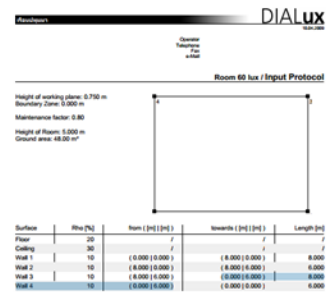 DIALux
Operator
Telephone
Fax
e-Mail
Room 60 lux / Input Protocol
Height of working plane: 0.750 m
Boundary Zone: 0.000 m
Maintenance factor: 0.80
Height of Room: 5.000 m
Ground area: 48.00 m²
4 3
Surface Rho [%] from ( [m] | [m] ) towards ( [m] | [m] ) Length [m]
Floor 20 / / /
Ceiling 30 / / /
Wall 1 10 ( 0.000 | 0.000 ) ( 8.000 | 0.000 ) 8.000
Wall 2 10 ( 8.000 | 0.000 ) ( 8.000 | 6.000 ) 6.000
Wall 3 10 ( 8.000 | 6.000 ) ( 0.000 | 6.000 ) 8.000
Wall 4 10 ( 0.000 | 6.000 ) ( 0.000 | 0.000 ) 6.000